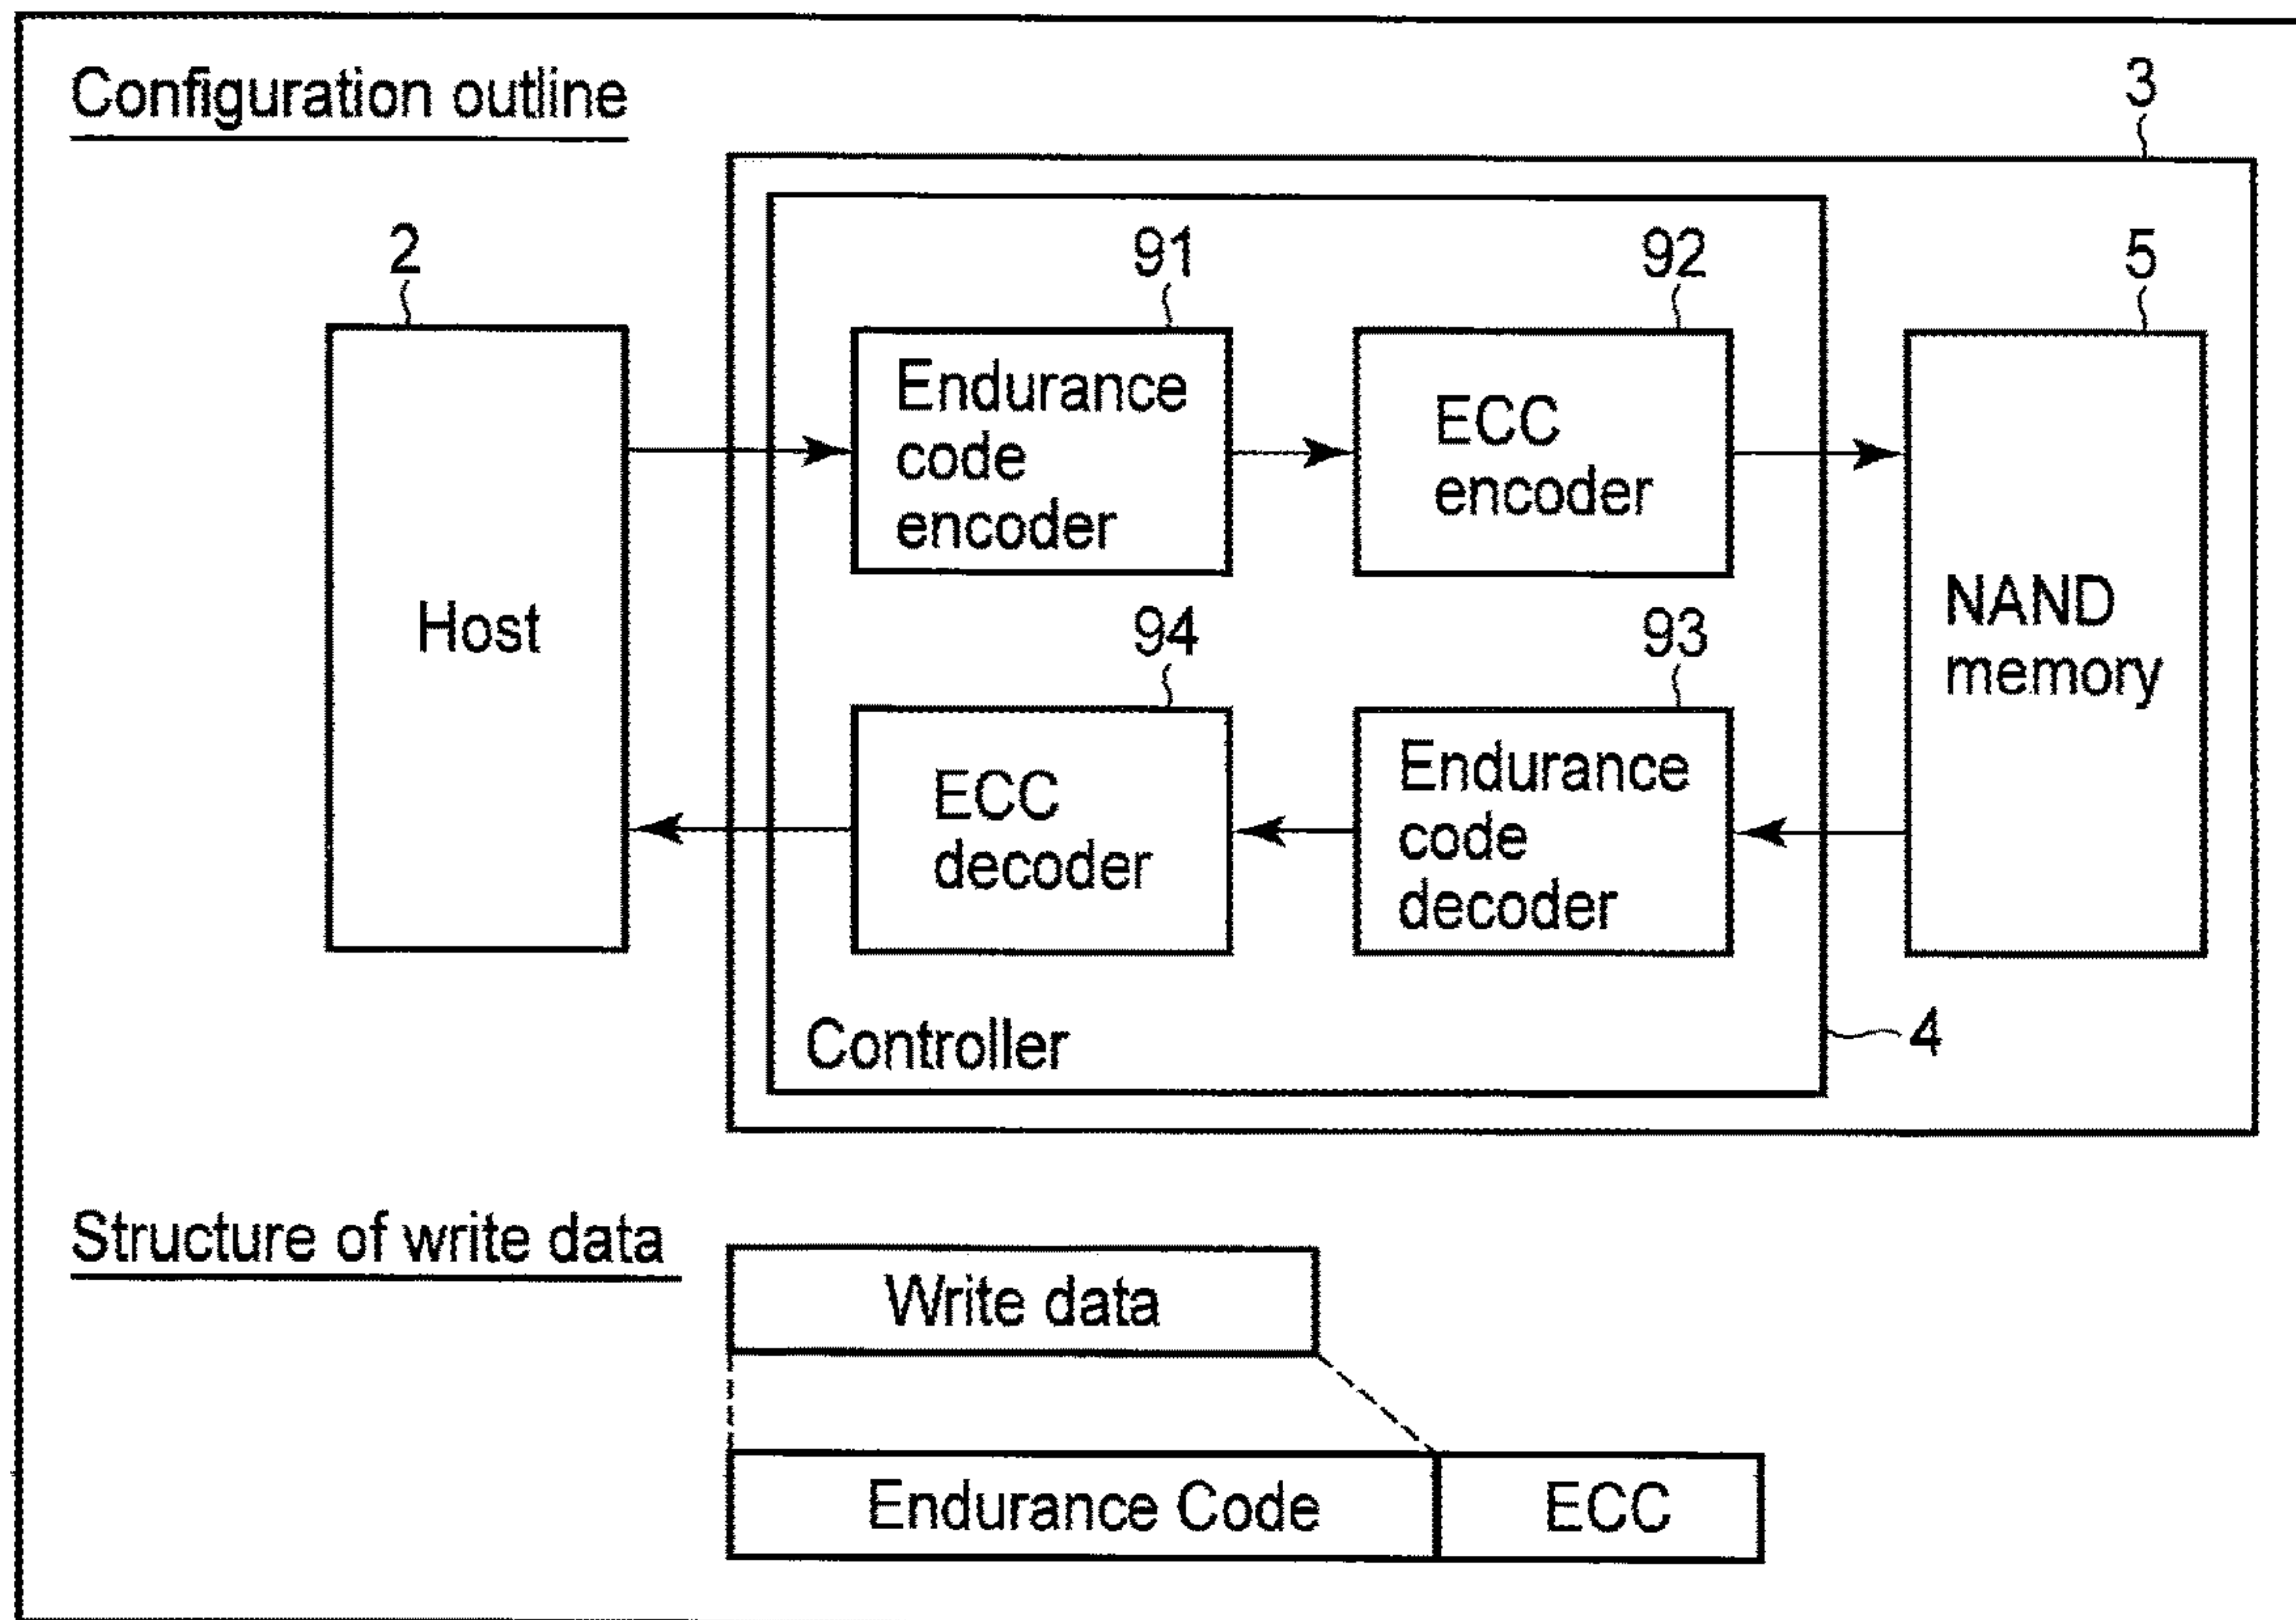 Configuration outline
3
2
91
92
5
Endurance
code
encoder
ECC
encoder
Host
NAND
memory
94
93
ECC
decoder
Endurance
code
decoder
Controller
4
Structure of write data
Write data
Endurance Code
ECC